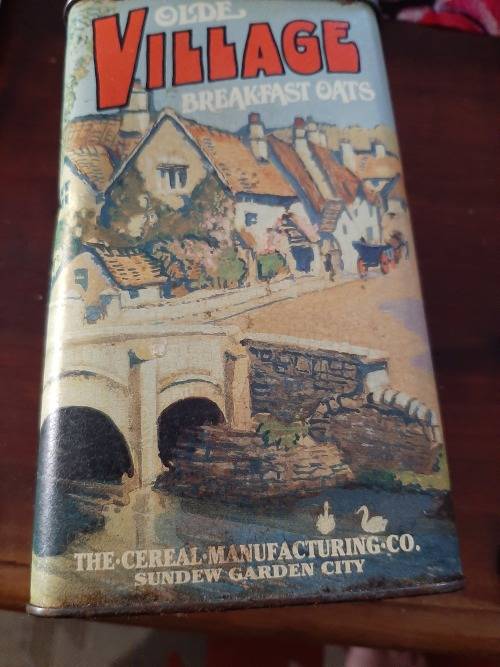 OLDE
VILLAGE
BREAKFAST OATS
THE·CEREAL·MANUFACTURING·CO.
SUNDEW GARDEN CITY